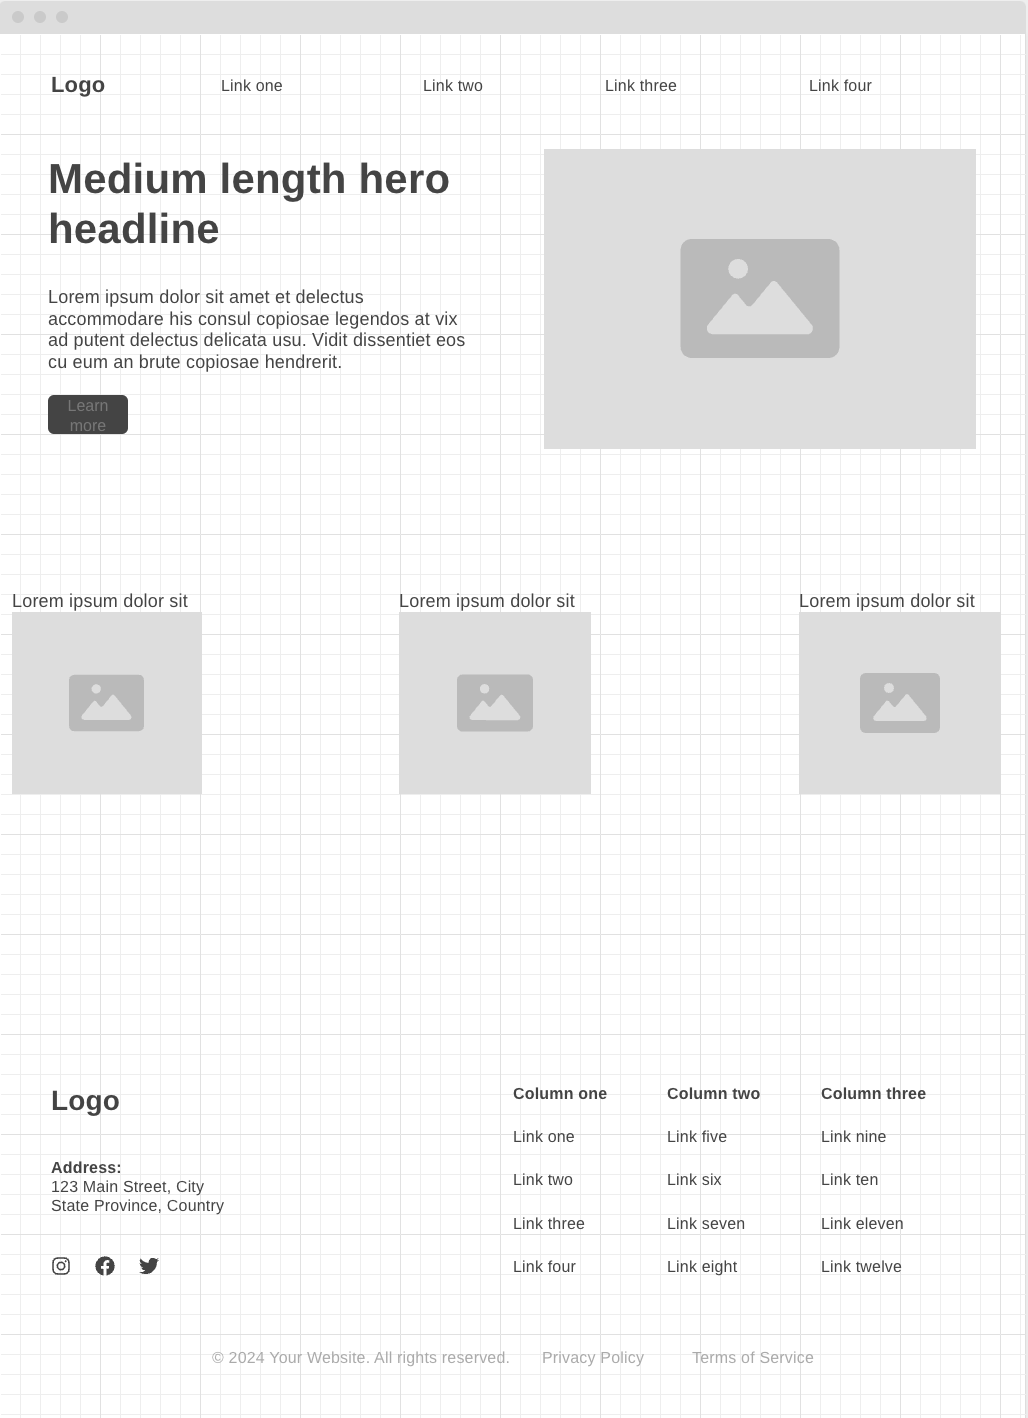 Logo
Link one
Link two
Link three
Link four
Medium length hero
headline
Lorem ipsum dolor sit amet et delectus
accommodare his consul copiosae legendos at vix
ad putent delectus delicata usu. Vidit dissentiet eos
cu eum an brute copiosae hendrerit.
Learn
more
Lorem ipsum dolor sit
Lorem ipsum dolor sit
Lorem ipsum dolor sit
Logo
Address:
123 Main Street, City
State Province, Country
Column one
Link one
Link two
Link three
Link four
Column two
Link five
Link six
Link seven
Link eight
Column three
Link nine
Link ten
Link eleven
Link twelve
© 2024 Your Website. All rights reserved.
Privacy Policy
Terms of Service